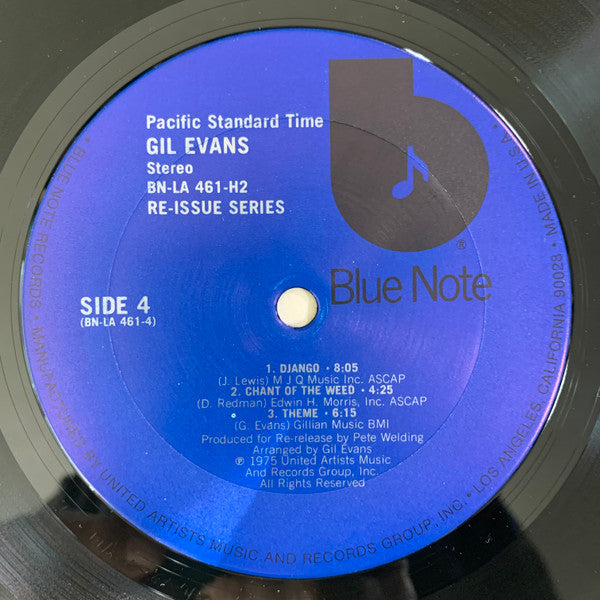 Pacific Standard Time
GIL EVANS
Stereo
BN-LA 461-H2
RE-ISSUE SERIES
®
Blue Note
SIDE 4
(BN-LA 461-4)
1. DJANGO • 8:05
(J. Lewis) M J Q Music Inc. ASCAP
2. CHANT OF THE WEED • 4:25
(D. Redman) Edwin H. Morris, Inc. ASCAP
3. THEME • 6:15
(G. Evans) Gillian Music BMI
Produced for Re-release by Pete Welding
Arranged by Gil Evans
℗ 1975 United Artists Music
And Records Group, Inc.
All Rights Reserved
• BLUE NOTE RECORDS • MANUFACTURED BY UNITED ARTISTS MUSIC AND RECORDS GROUP, INC. • LOS ANGELES, CALIFORNIA 90028 • MADE IN U.S.A. •